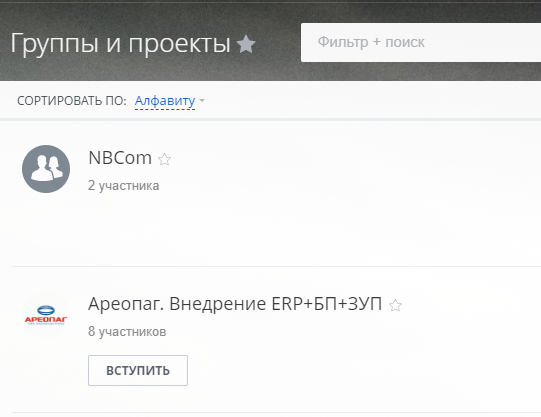 Группы и проекты
Фильтр + поиск
СОРТИРОВАТЬ ПО: Алфавиту
NBCom
2 участника
Ареопаг. Внедрение ERP+БП+ЗУП
АРЕОПАГ
8 участников
ВСТУПИТЬ